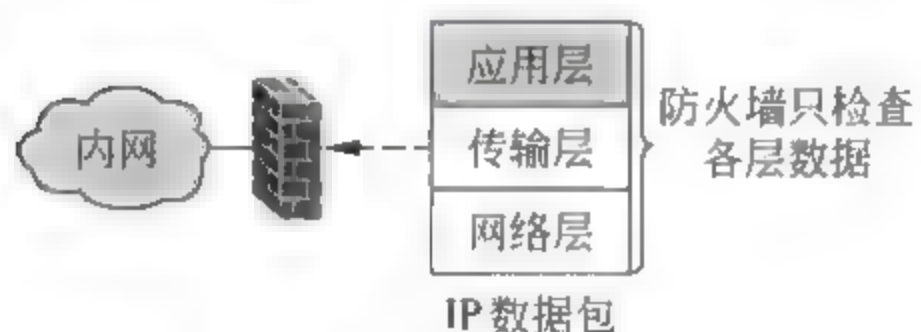 应用层
传输层
网络层
内网
防火墙只检查
各层数据
IP数据包